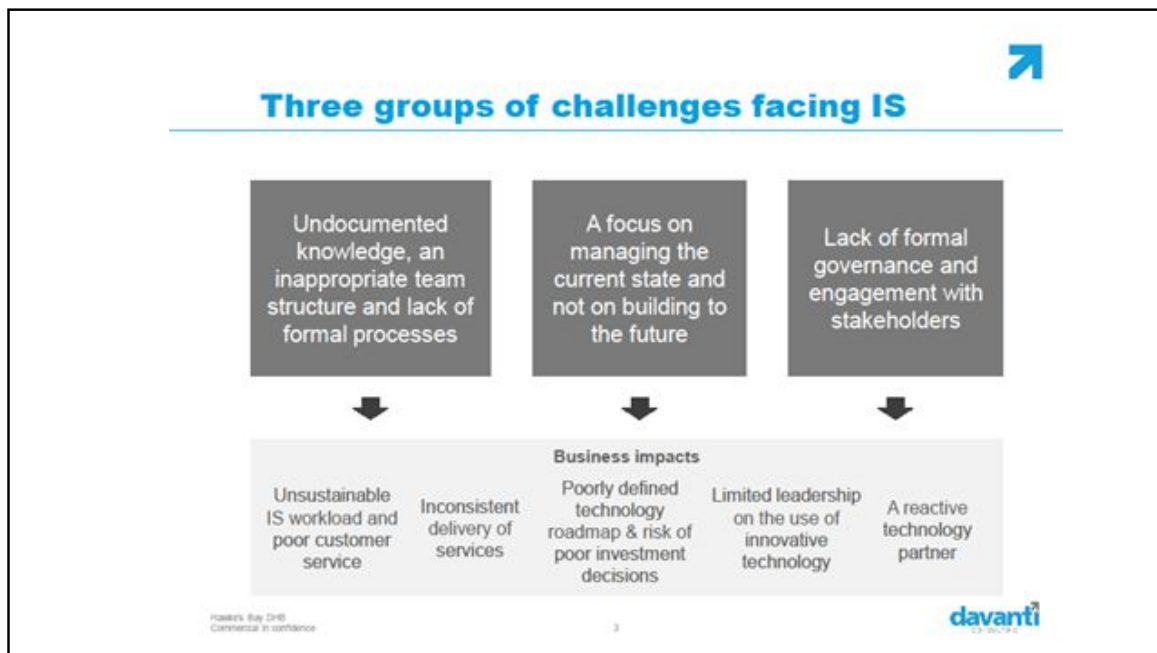 Three groups of challenges facing IS
Undocumented
knowledge, an
inappropriate team
structure and lack of
formal processes
A focus on
managing the
current state and
not on building to
the future
Lack of formal
governance and
engagement with
stakeholders
Business impacts
Unsustainable
IS workload and
poor customer
service
Inconsistent
delivery of
services
Poorly defined
technology
roadmap & risk of
poor investment
decisions
Limited leadership
on the use of
innovative
technology
A reactive
technology
partner
Hawke's Bay DHB
Commercial in confidence
3
davanti
CONSULTING